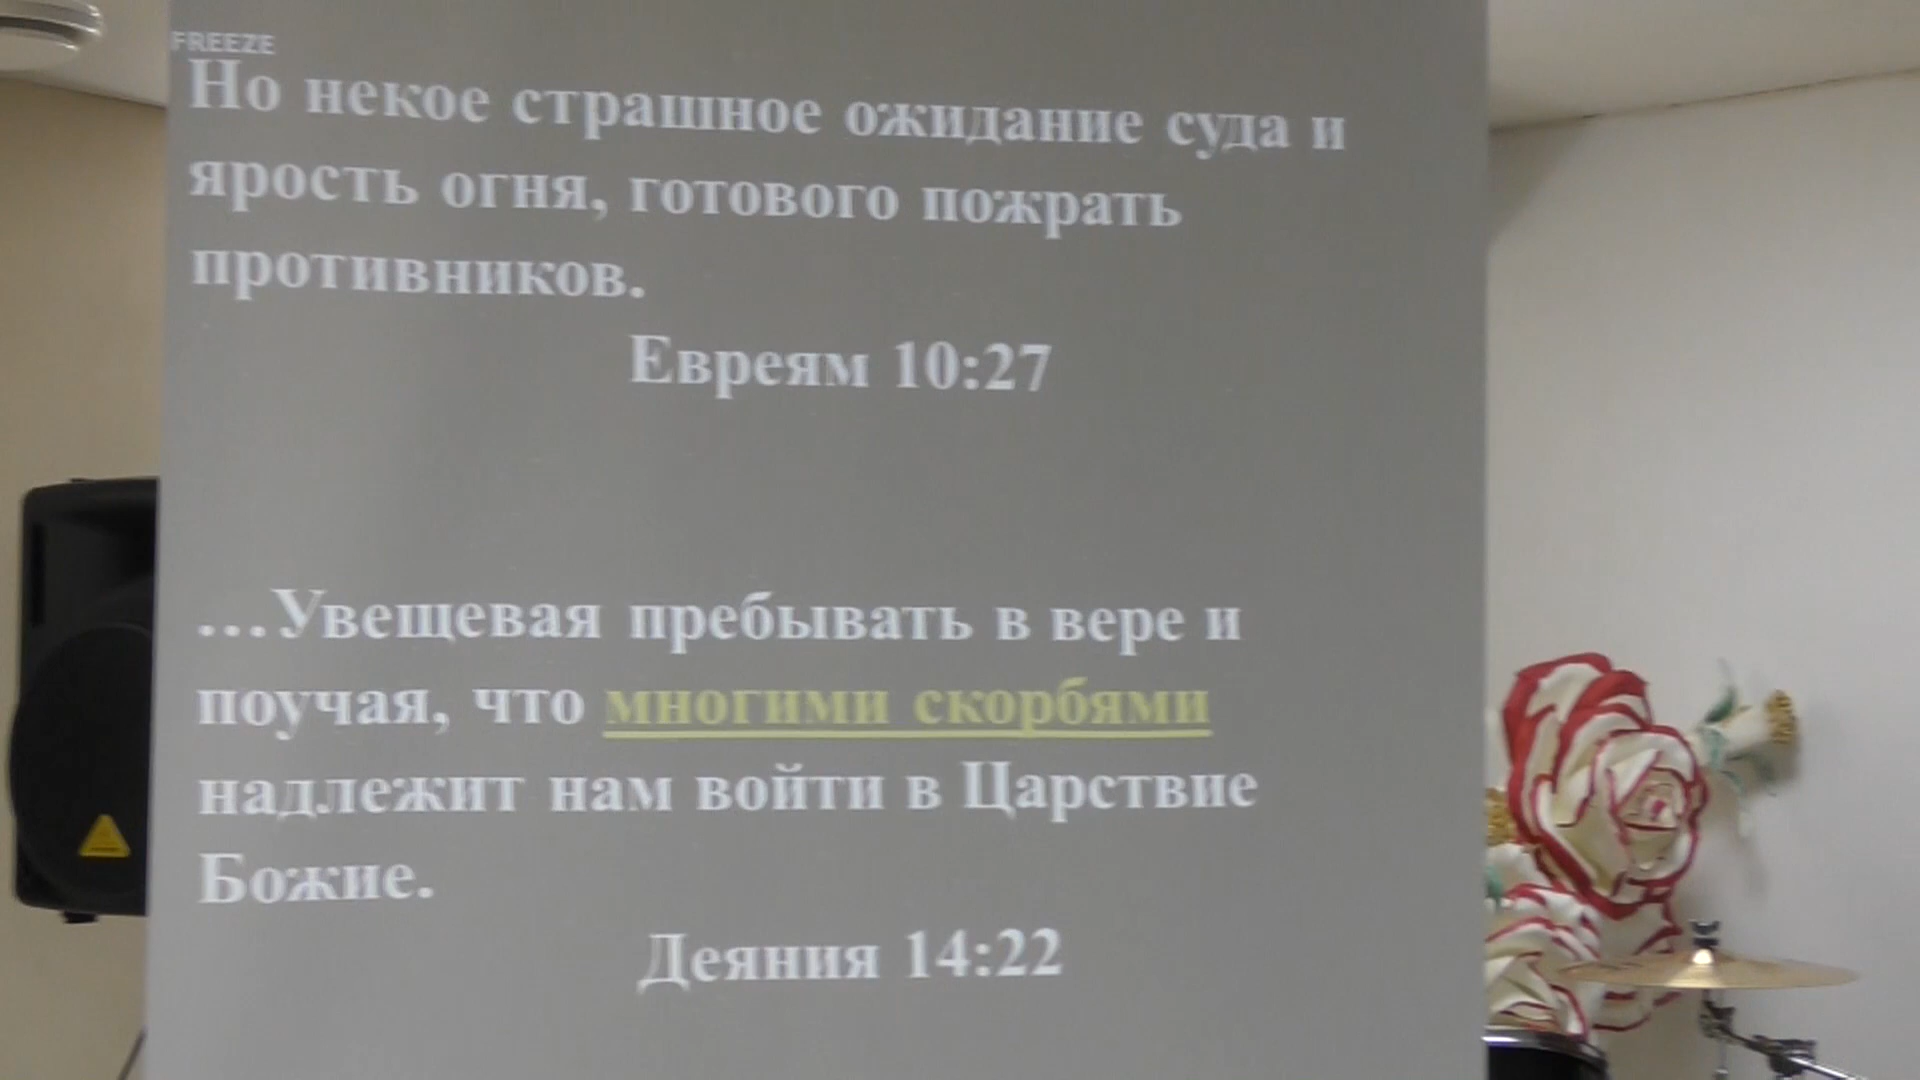 FREEZE
Но некое страшное ожидание суда и
ярость огня, готового пожрать
противников.
Евреям 10:27
...Увещевая пребывать в вере и
поучая, что многими скорбями
надлежит нам войти в Царствие
Божие.
Деяния 14:22